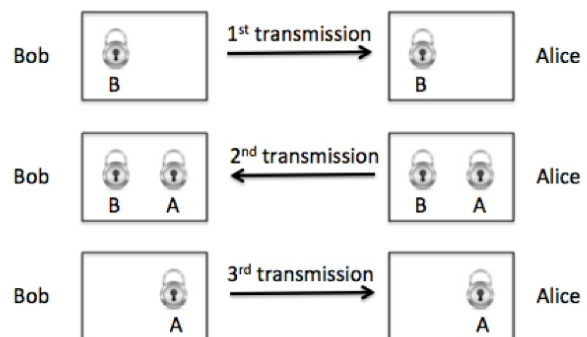 1st transmission
Bob Alice
B B
2nd transmission
Bob Alice
B A B A
3rd transmission
Bob Alice
A A